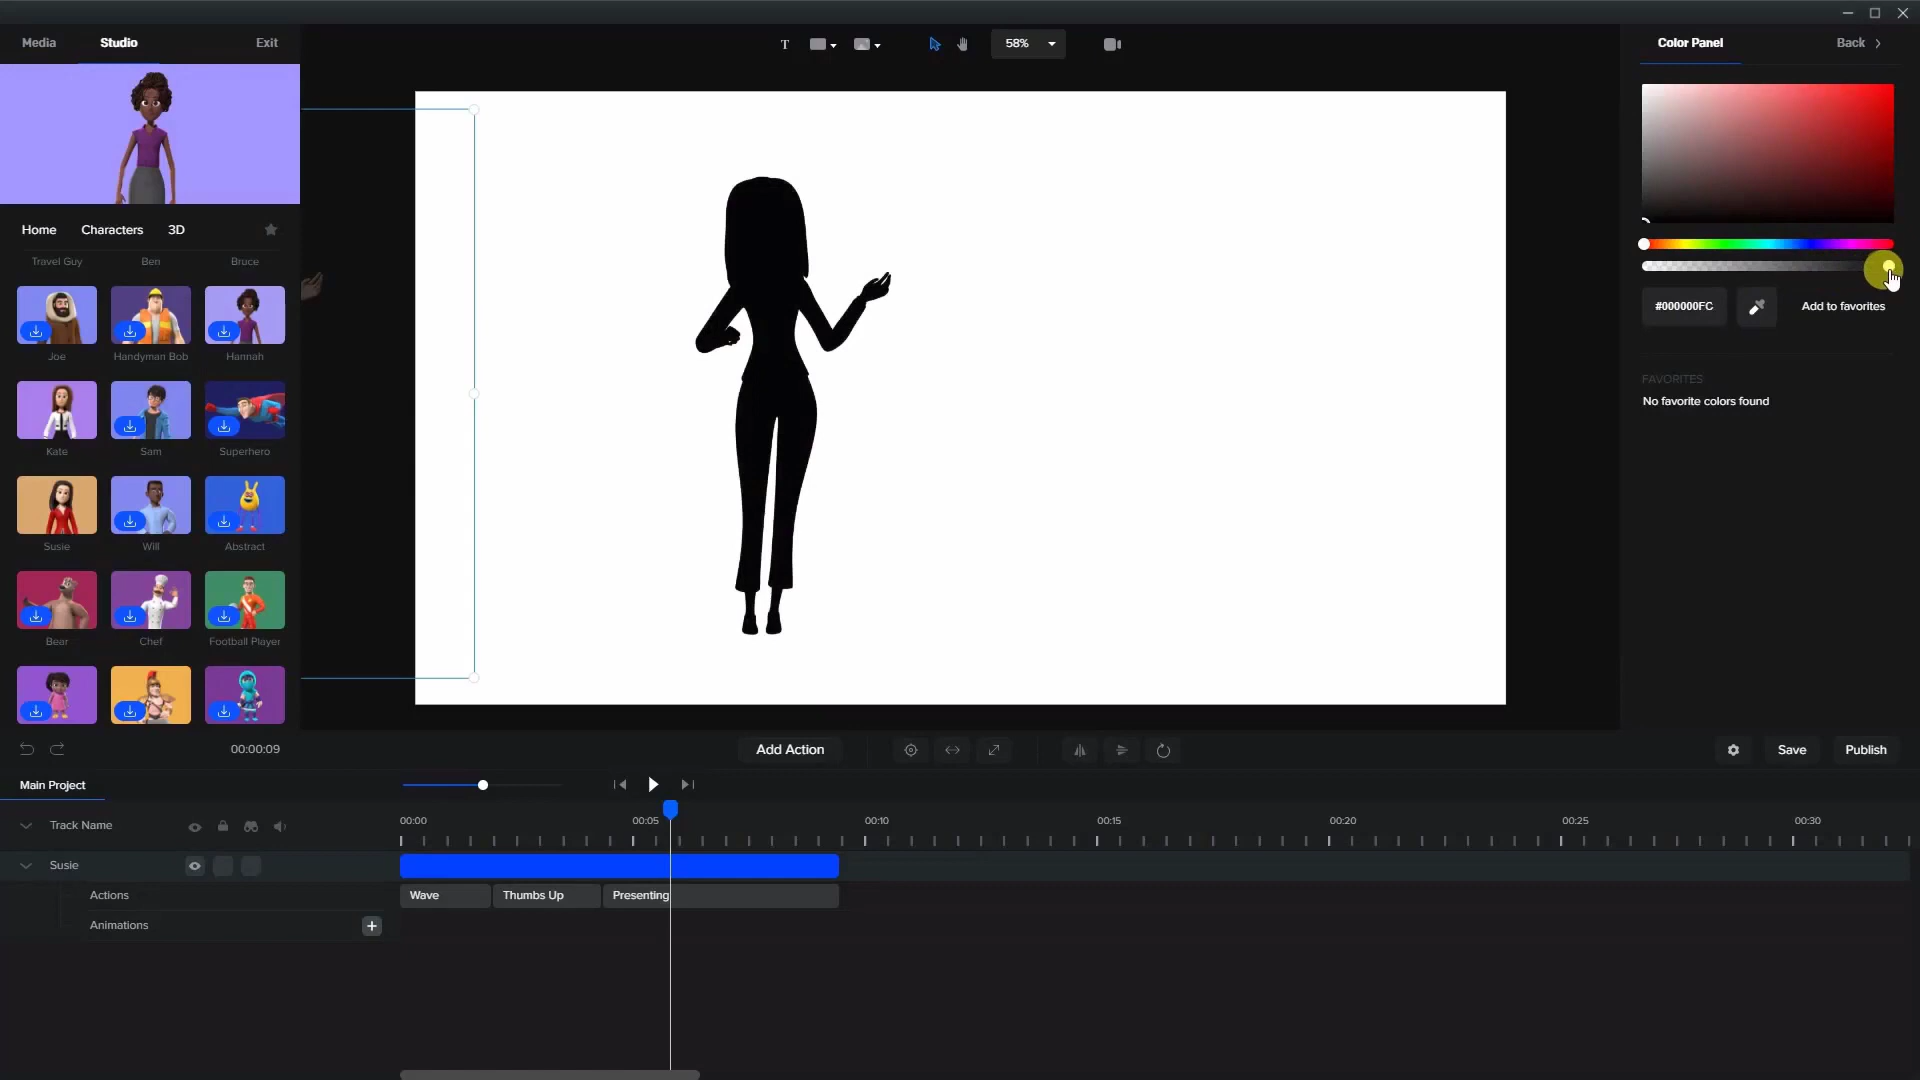 Media Studio Exit
T 58%
Color Panel Back
Home Characters 3D
Travel Guy Ben Bruce
Joe Handyman Bob Hannah
Kate Sam Superhero
Susie Will Abstract
Bear Chef Football Player
#000000FC Add to favorites
FAVORITES
No favorite colors found
00:00:09 Add Action Save Publish
Main Project
Track Name 00:00 00:05 00:10 00:15 00:20 00:25 00:30
Susie
Actions Wave Thumbs Up Presenting
Animations